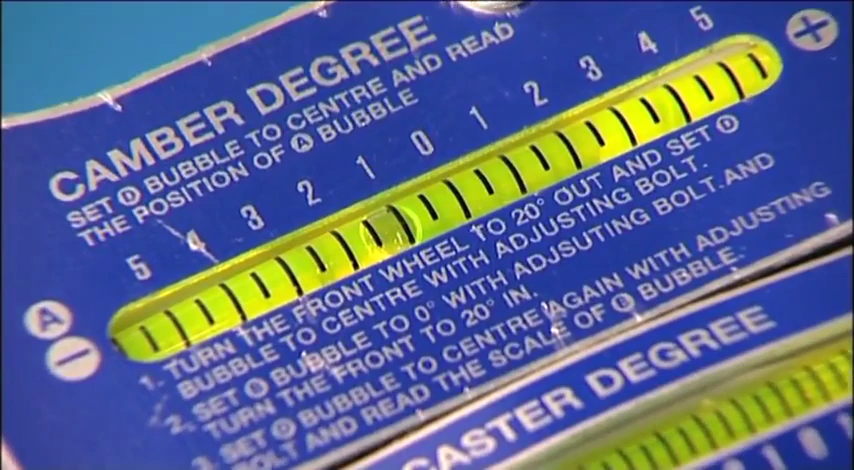 CAMBER DEGREE
SET Ⓓ BUBBLE TO CENTRE AND READ
THE POSITION OF Ⓐ BUBBLE
5 4 3 2 1 0 1 2 3 4 5
+
A
−
1. TURN THE FRONT WHEEL TO 20° OUT AND SET Ⓓ
BUBBLE TO CENTRE WITH ADJUSTING BOLT.
2. SET Ⓑ BUBBLE TO 0° WITH ADJSUTING BOLT.AND
TURN THE FRONT TO 20° IN.
3. SET Ⓓ BUBBLE TO CENTRE AGAIN WITH ADJUSTING
BOLT AND READ THE SCALE OF Ⓑ BUBBLE.
CASTER DEGREE